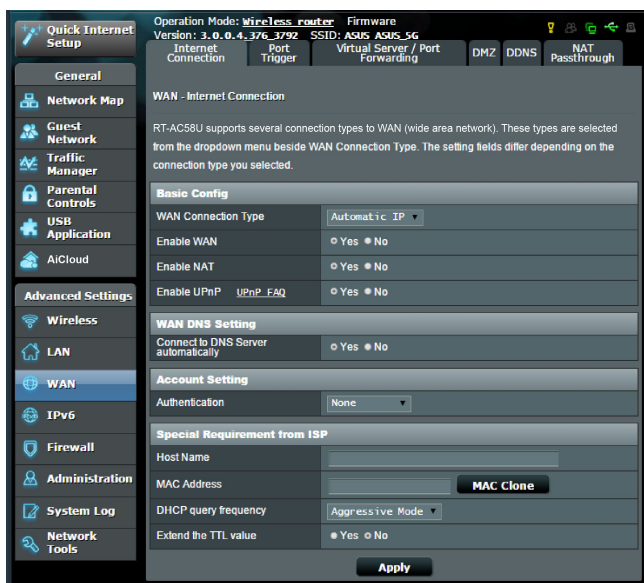 Quick Internet
Setup
General
Network Map
Guest
Network
Traffic
Manager
Parental
Controls
USB
Application
AiCloud
Advanced Settings
Wireless
LAN
WAN
IPv6
Firewall
Administration
System Log
Network
Tools
Operation Mode: Wireless router Firmware
Version: 3.0.0.4.376_3792 SSID: ASUS ASUS_5G
Internet
Connection
Port
Trigger
Virtual Server / Port
Forwarding
DMZ
DDNS
NAT
Passthrough
WAN - Internet Connection
RT-AC58U supports several connection types to WAN (wide area network). These types are selected
from the dropdown menu beside WAN Connection Type. The setting fields differ depending on the
connection type you selected.
Basic Config
WAN Connection Type Automatic IP
Enable WAN Yes No
Enable NAT Yes No
Enable UPnP UPnP FAQ Yes No
WAN DNS Setting
Connect to DNS Server
automatically Yes No
Account Setting
Authentication None
Special Requirement from ISP
Host Name
MAC Address MAC Clone
DHCP query frequency Aggressive Mode
Extend the TTL value Yes No
Apply